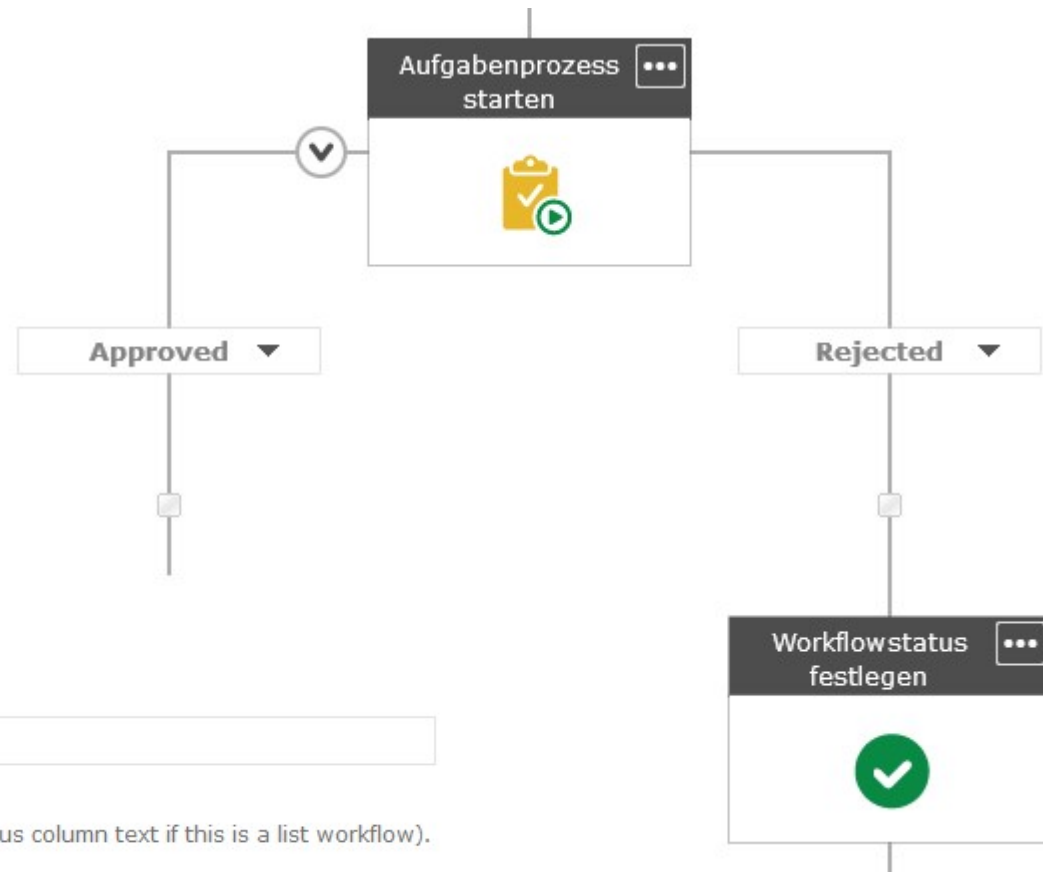 Aufgabenprozess
starten
Approved
Rejected
Workflowstatus
festlegen
us column text if this is a list workflow).